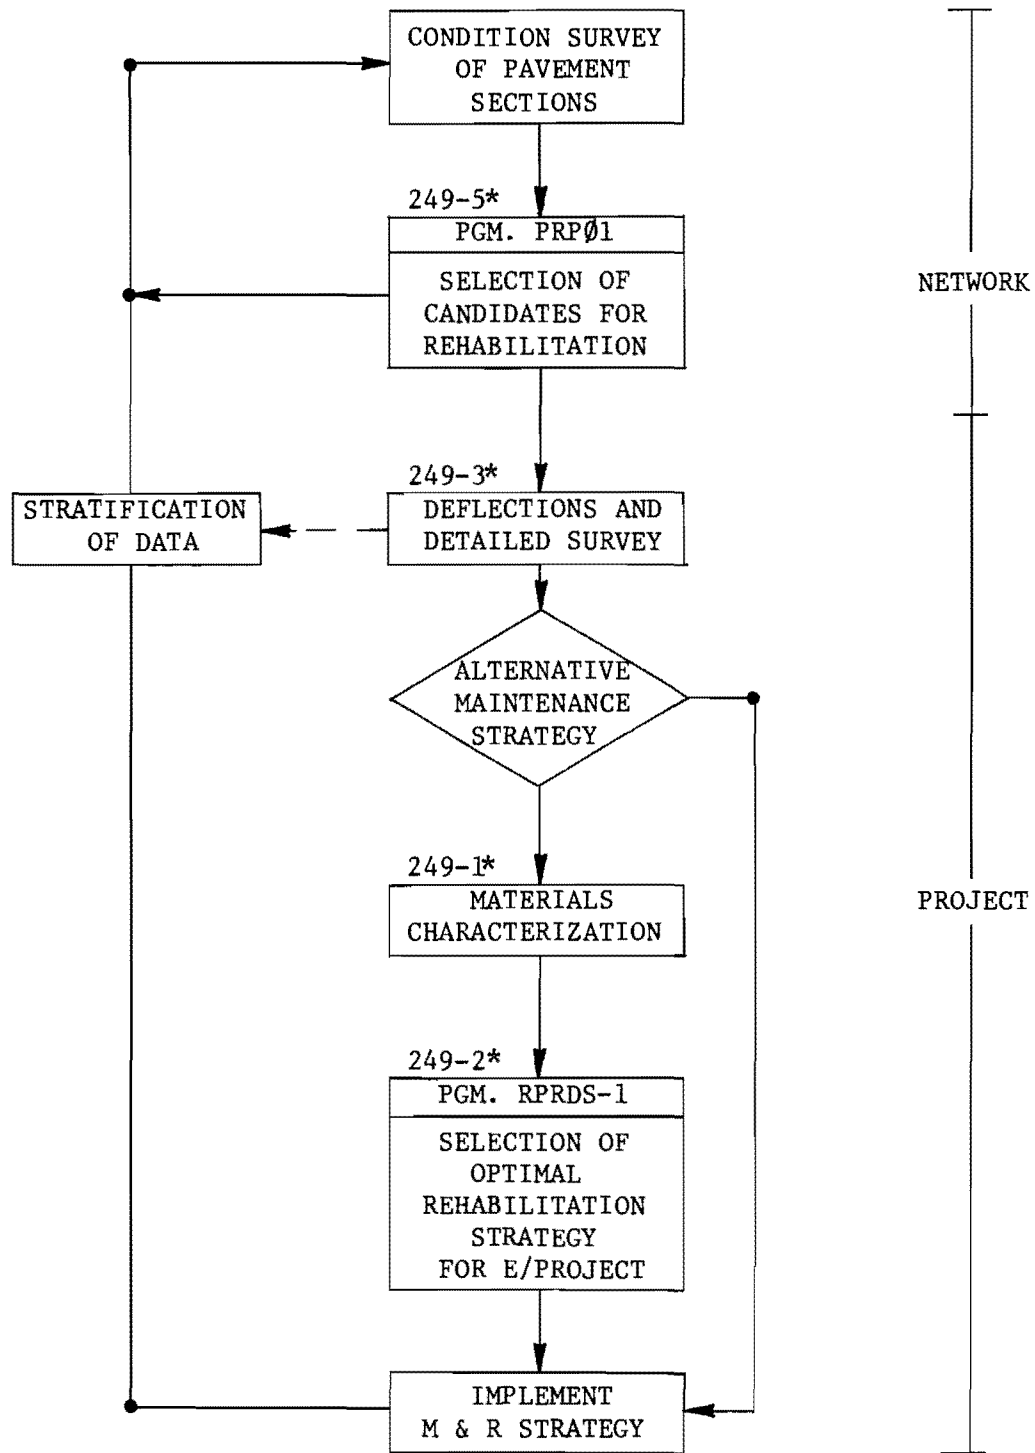 CONDITION SURVEY
OF PAVEMENT
SECTIONS
249-5*
PGM. PRPØ1
SELECTION OF
CANDIDATES FOR
REHABILITATION
NETWORK
249-3*
STRATIFICATION
OF DATA
DEFLECTIONS AND
DETAILED SURVEY
ALTERNATIVE
MAINTENANCE
STRATEGY
249-1*
MATERIALS
CHARACTERIZATION
PROJECT
249-2*
PGM. RPRDS-1
SELECTION OF
OPTIMAL
REHABILITATION
STRATEGY
FOR E/PROJECT
IMPLEMENT
M & R STRATEGY